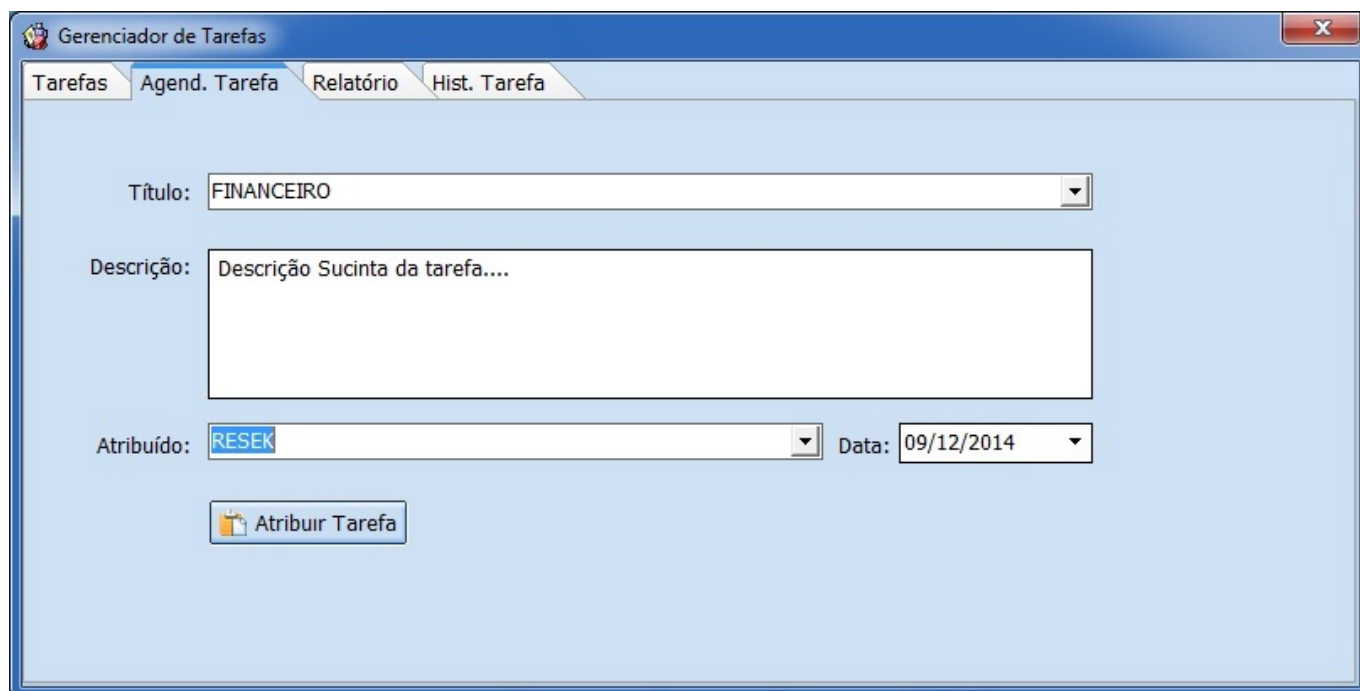 Gerenciador de Tarefas
x
Tarefas Agend. Tarefa Relatório Hist. Tarefa
Título: FINANCEIRO
Descrição: Descrição Sucinta da tarefa....
Atribuído: RESEK Data: 09/12/2014
Atribuir Tarefa